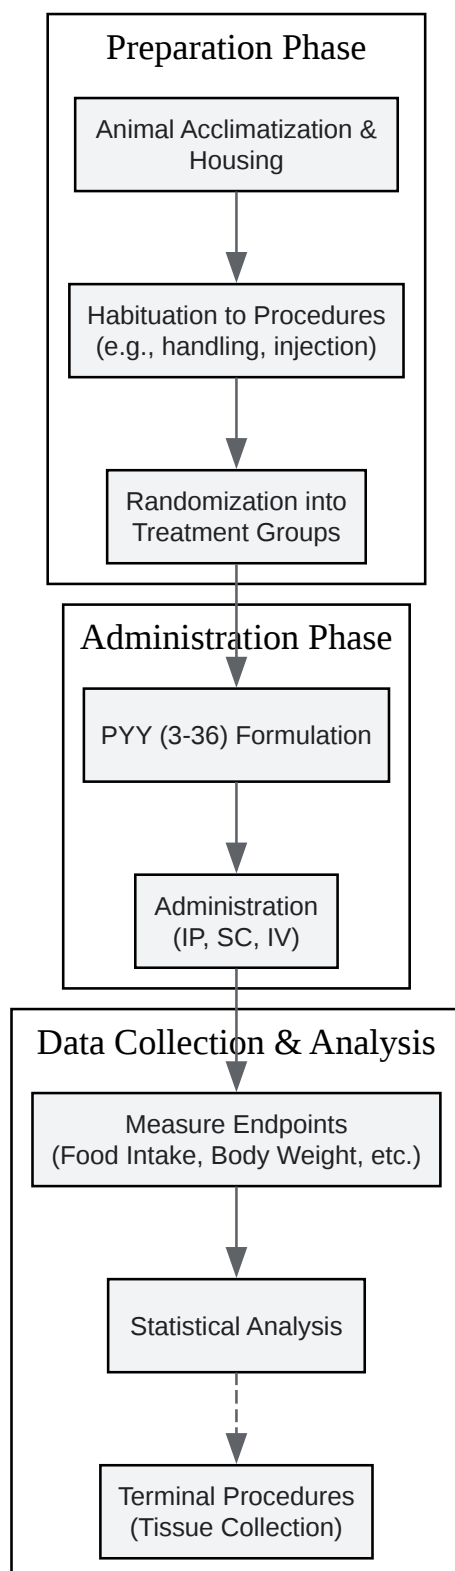 Preparation Phase
Animal Acclimatization &
Housing
Habituation to Procedures
(e.g., handling, injection)
Randomization into
Treatment Groups
Administration Phase
PYY (3-36) Formulation
Administration
(IP, SC, IV)
Data Collection & Analysis
Measure Endpoints
(Food Intake, Body Weight, etc.)
Statistical Analysis
Terminal Procedures
(Tissue Collection)